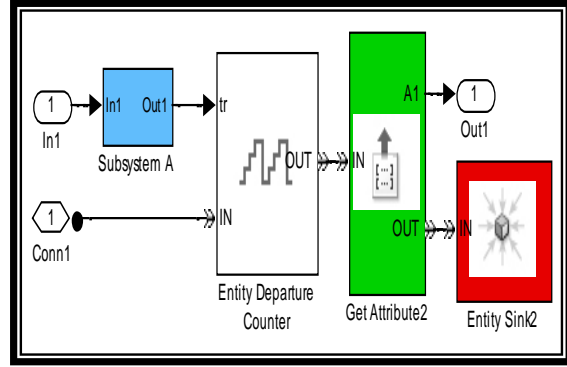 1
In1
In1
Out1
Subsystem A
tr
OUT
IN
Entity Departure
Counter
1
Conn1
A1
IN
OUT
Get Attribute2
1
Out1
IN
Entity Sink2